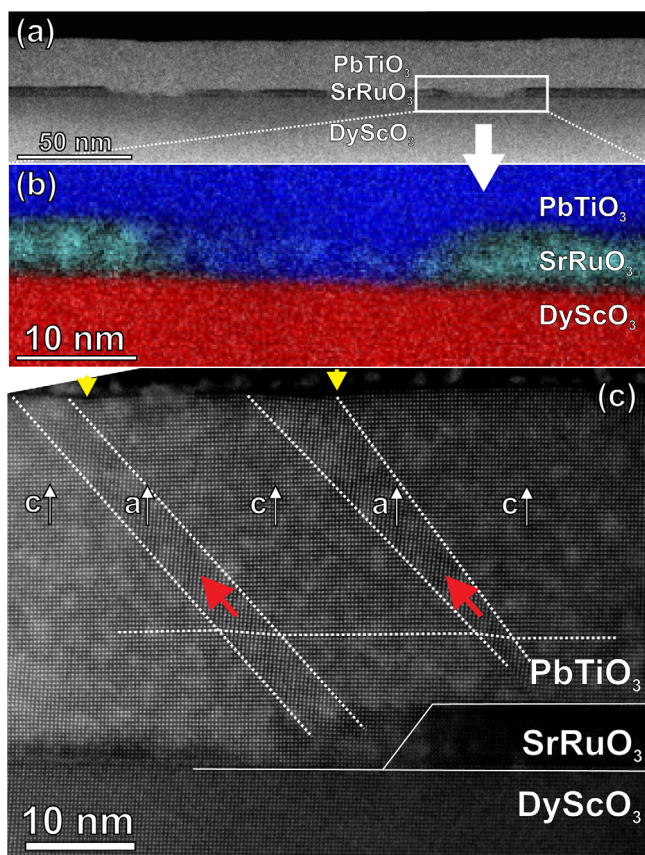 (a)
PbTiO₃
SrRuO₃
DyScO₃
50 nm
(b)
PbTiO₃
SrRuO₃
DyScO₃
10 nm
(c)
c a c a c
PbTiO₃
SrRuO₃
DyScO₃
10 nm